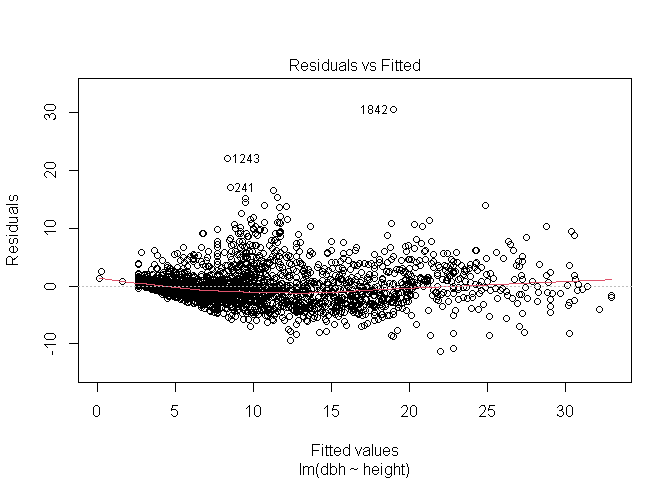 Residuals vs Fitted
Residuals
30
20
10
0
-10
1842
1243
241
0 5 10 15 20 25 30
Fitted values
lm(dbh ~ height)